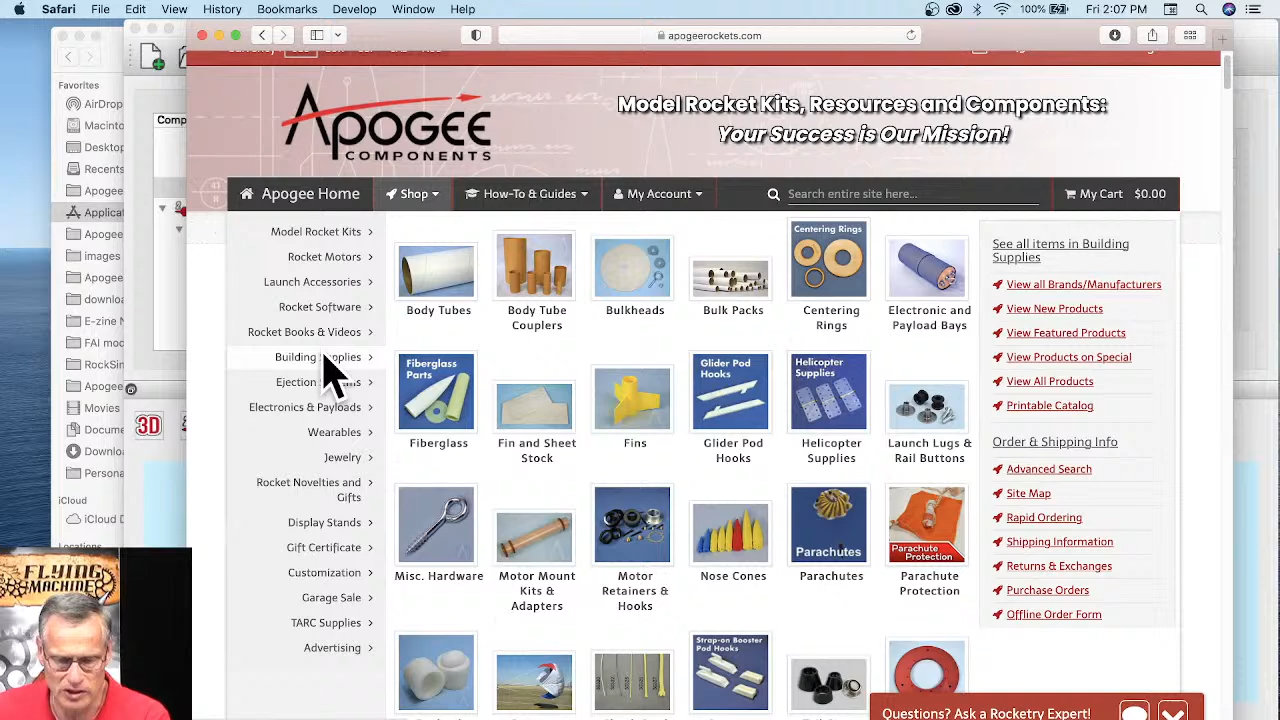 Safari File Edit View History Bookmarks Develop Window Help
100% Fri 2:07 PM
apogeerockets.com
Favorites
AirDrop
Macinto
Desktop
Recents
Apogee
Applicat
Apogee
images
Apogee
downlo
E-zine N
FAI mod
RockSim
Apogee
Movies
Docume
Downlo
Persona
iCloud
iCloud D
Locations
Comp
3D
FLYING
MACHINE
APOGEE
COMPONENTS
Model Rocket Kits, Resources and Components:
Your Success is Our Mission!
Apogee Home
Shop
How-To & Guides
My Account
Search entire site here...
My Cart $0.00
Model Rocket Kits
Rocket Motors
Launch Accessories
Rocket Software
Rocket Books & Videos
Building Supplies
Ejection
Electronics & Payloads
Wearables
Jewelry
Rocket Novelties and
Gifts
Display Stands
Gift Certificate
Customization
Garage Sale
TARC Supplies
Advertising
Body Tubes
Body Tube
Couplers
Bulkheads
Bulk Packs
Centering Rings
Centering
Rings
Electronic and
Payload Bays
Fiberglass
Parts
Fiberglass
Fin and Sheet
Stock
Fins
Glider Pod
Hooks
Glider Pod
Hooks
Helicopter
Supplies
Helicopter
Supplies
Launch Lugs &
Rail Buttons
Misc. Hardware
Motor Mount
Kits &
Adapters
Motor
Retainers &
Hooks
Nose Cones
Parachutes
Parachutes
Parachute
Protection
Parachute
Protection
Strap-on Booster
Pod Hooks
See all items in Building
Supplies
View all Brands/Manufacturers
View New Products
View Featured Products
View Products on Special
View All Products
Printable Catalog
Order & Shipping Info
Advanced Search
Site Map
Rapid Ordering
Shipping Information
Returns & Exchanges
Purchase Orders
Offline Order Form
Questions? Ask a Rocketry Expert!